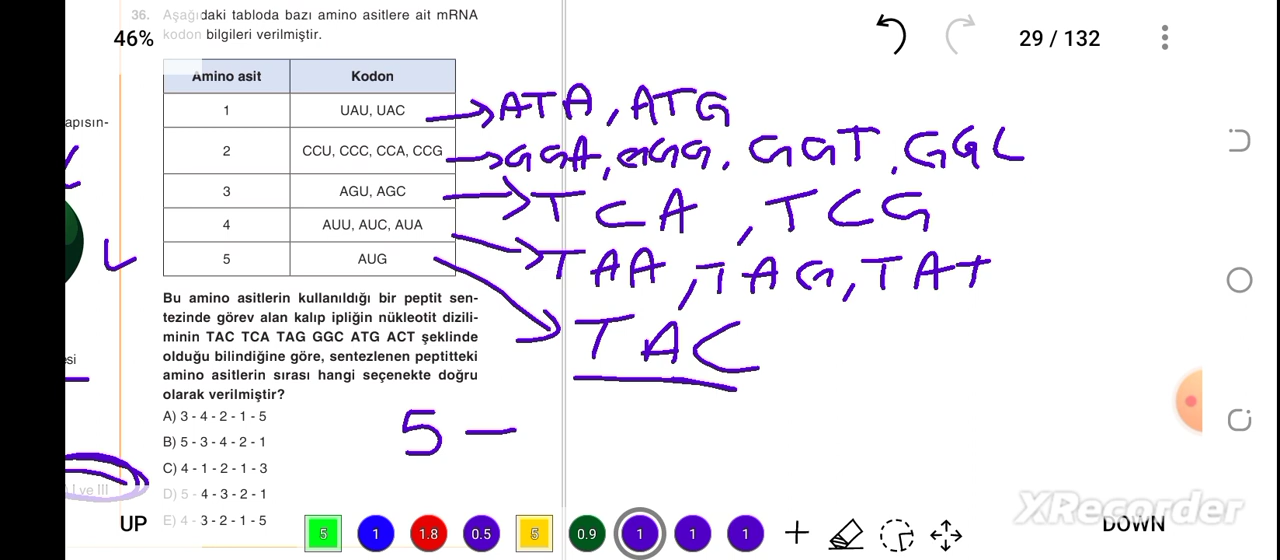 36. Aşağıdaki tabloda bazı amino asitlere ait mRNA
kodon bilgileri verilmiştir.
46%
29 / 132
Amino asit Kodon
1 UAU, UAC → ATA, ATG
2 CCU, CCC, CCA, CCG → GGA, GGG, GGT, GGC
3 AGU, AGC → TCA, TCG
4 AUU, AUC, AUA → TAA, TAG, TAT
5 AUG → TAC
apısın-
Bu amino asitlerin kullanıldığı bir peptit sen-
tezinde görev alan kalıp ipliğin nükleotit dizili-
minin TAC TCA TAG GGC ATG ACT şeklinde
olduğu bilindiğine göre, sentezlenen peptitteki
amino asitlerin sırası hangi seçenekte doğru
olarak verilmiştir?
esi
A) 3 - 4 - 2 - 1 - 5
B) 5 - 3 - 4 - 2 - 1
C) 4 - 1 - 2 - 1 - 3
D) 5 - 4 - 3 - 2 - 1
E) 4 - 3 - 2 - 1 - 5
5 –
) I ve III
UP
5 1 1.8 0.5 5 0.9 1 1 1
DOWN
XRecorder